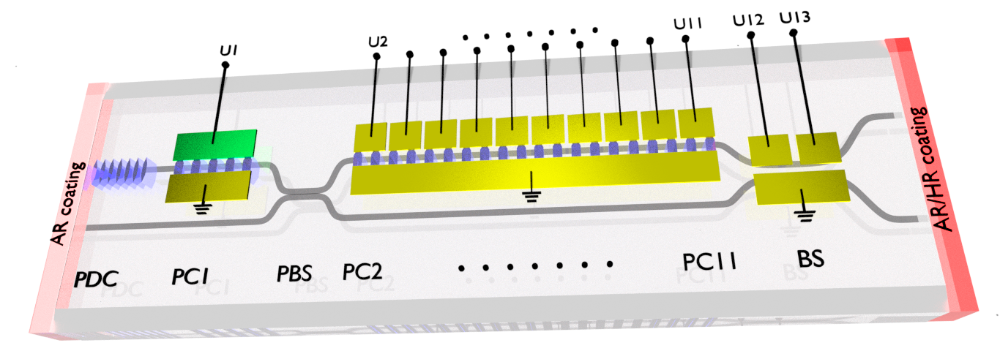 U1
U2
U11
U12
U13
AR coating
AR/HR coating
PDC
PC1
PBS
PC2
PC11
BS